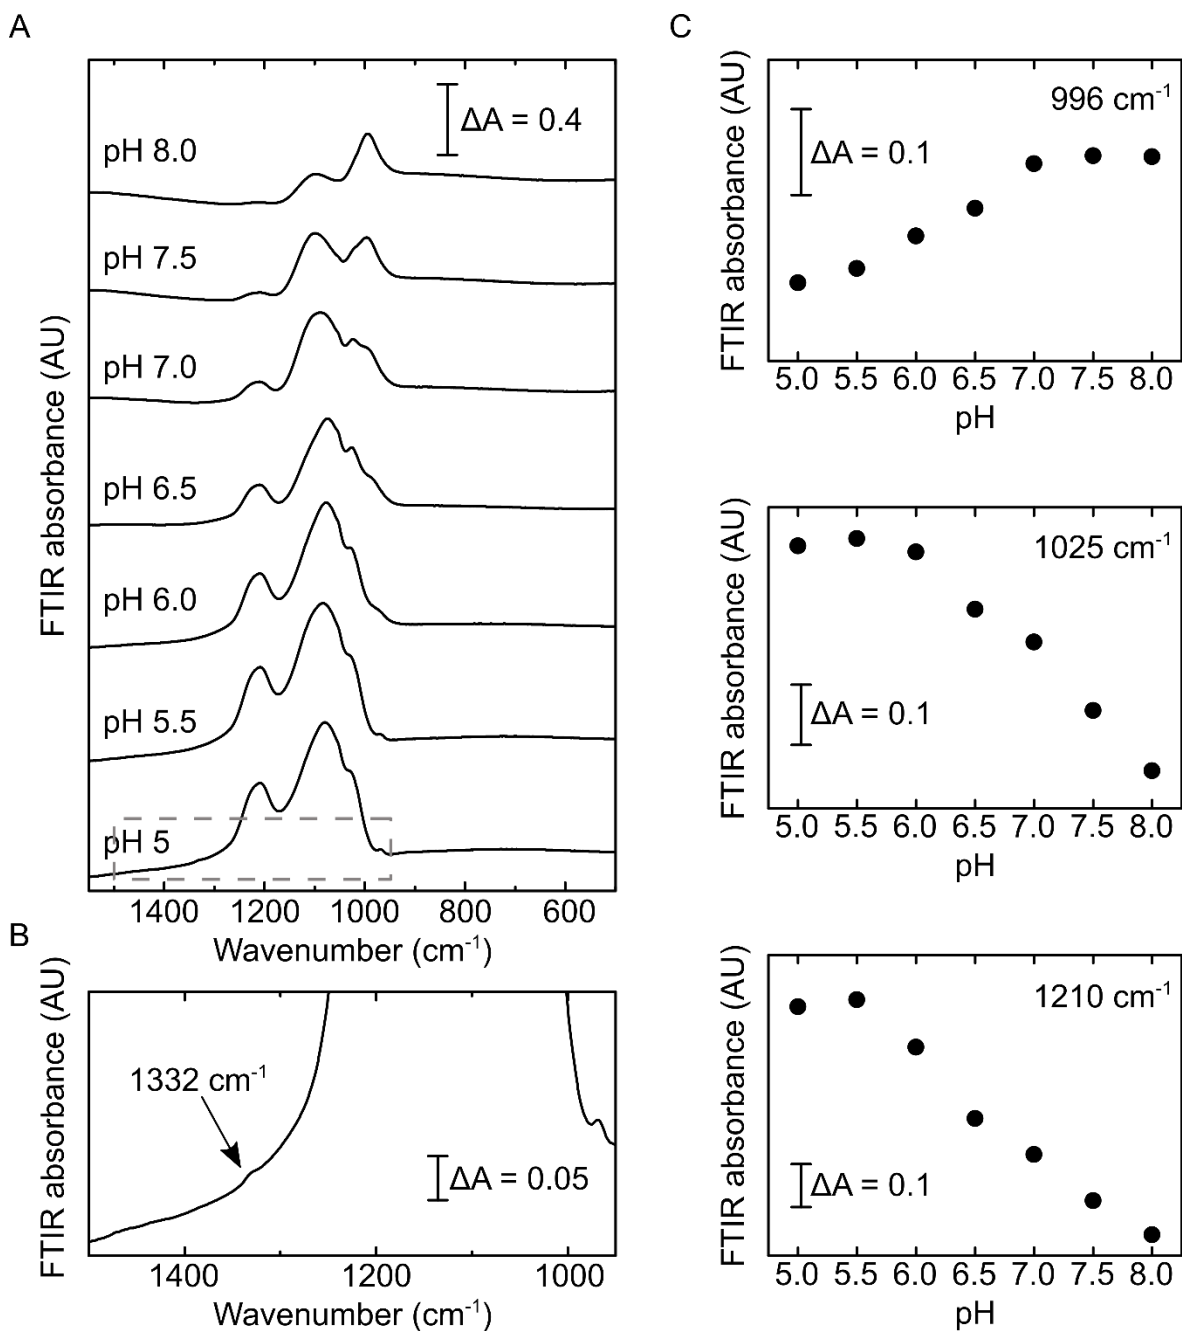 A
FTIR absorbance (AU)
ΔA = 0.4
pH 8.0
pH 7.5
pH 7.0
pH 6.5
pH 6.0
pH 5.5
pH 5
1400 1200 1000 800 600
Wavenumber (cm⁻¹)
B
FTIR absorbance (AU)
1332 cm⁻¹
ΔA = 0.05
1400 1200 1000
Wavenumber (cm⁻¹)
C
FTIR absorbance (AU)
996 cm⁻¹
ΔA = 0.1
5.0 5.5 6.0 6.5 7.0 7.5 8.0
pH
FTIR absorbance (AU)
1025 cm⁻¹
ΔA = 0.1
5.0 5.5 6.0 6.5 7.0 7.5 8.0
pH
FTIR absorbance (AU)
1210 cm⁻¹
ΔA = 0.1
5.0 5.5 6.0 6.5 7.0 7.5 8.0
pH